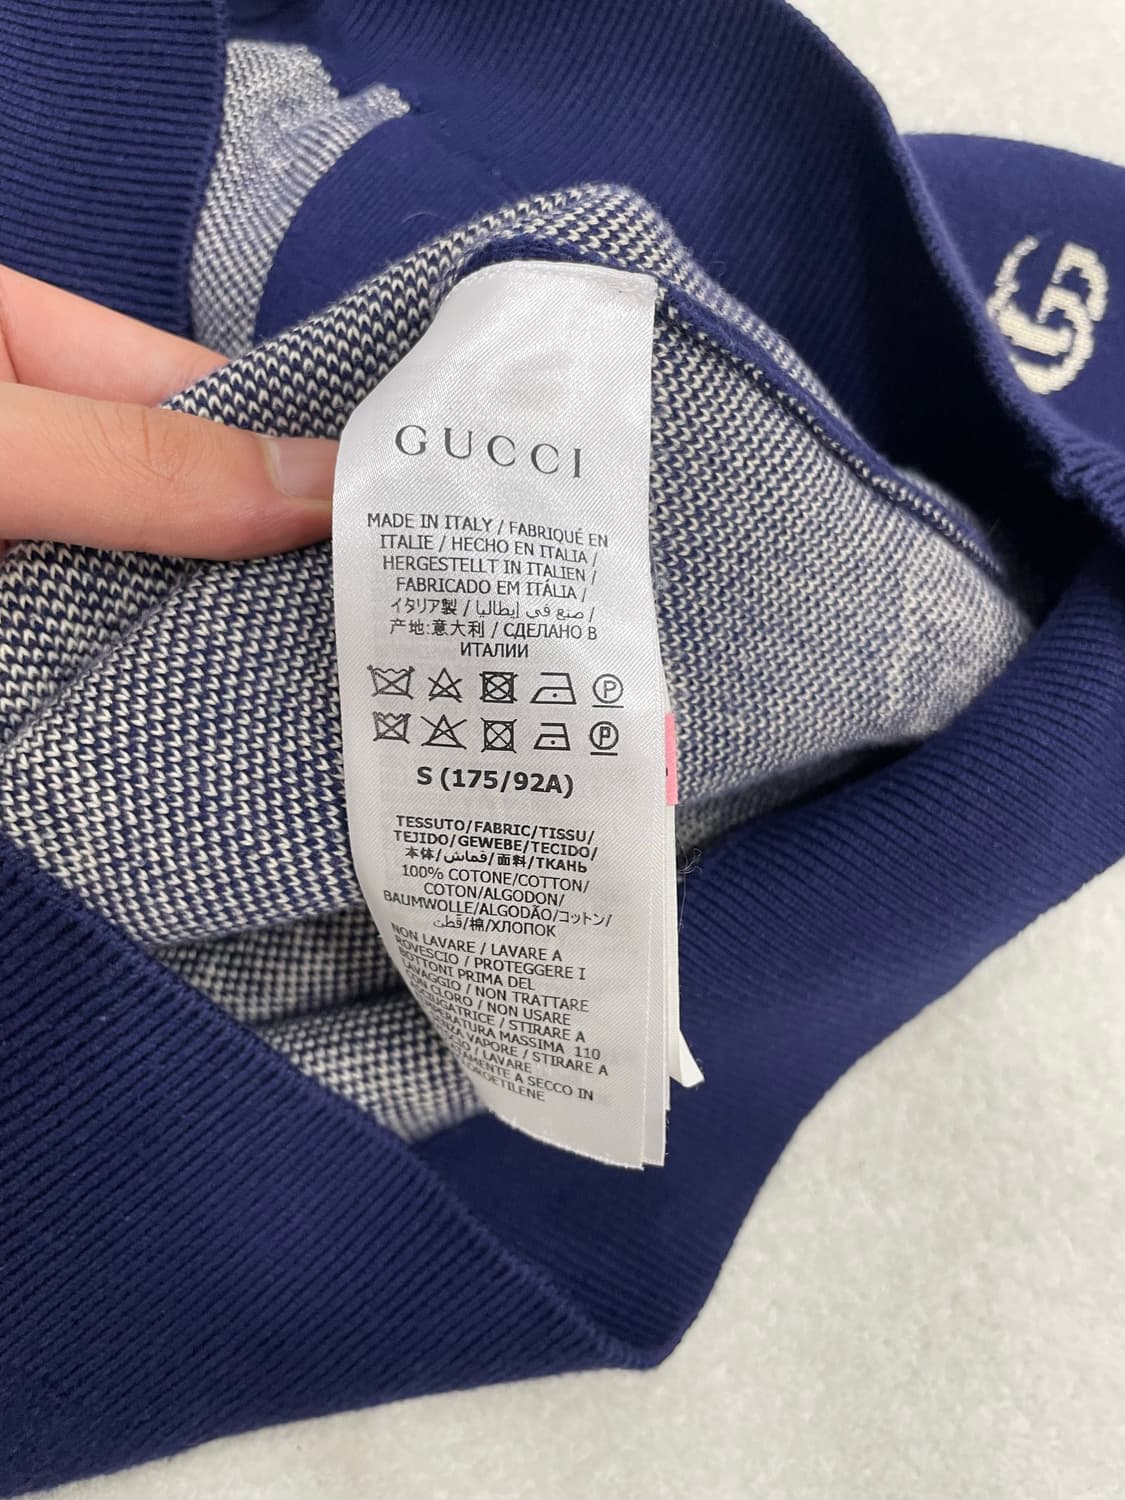 GUCCI
MADE IN ITALY / FABRIQUÉ EN
ITALIE / HECHO EN ITALIA /
HERGESTELLT IN ITALIEN /
FABRICADO EM ITÁLIA /
イタリア製 / صنع في إيطاليا /
产地:意大利 / СДЕЛАНО В
ИТАЛИИ
P
P
S (175/92A)
TESSUTO/FABRIC/TISSU/
TEJIDO/GEWEBE/TECIDO/
本体/قماش/面料/ТКАНЬ
100% COTONE/COTTON/
COTON/ALGODON/
BAUMWOLLE/ALGODÃO/コットン/
قطن/棉/ХЛОПОК
NON LAVARE / LAVARE A
ROVESCIO / PROTEGGERE I
BOTTONI PRIMA DEL
LAVAGGIO / NON TRATTARE
CON CLORO / NON USARE
/ STIRARE A
MASSIMA 110
VAPORE / STIRARE A
/ LAVARE
A SECCO IN
G